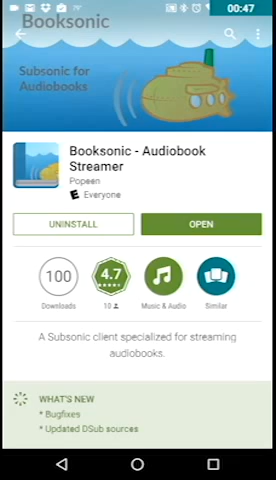 00:47
Booksonic
Subsonic for
Audiobooks
Booksonic - Audiobook
Streamer
Popeen
E Everyone
UNINSTALL
OPEN
100
4.7
Downloads
10
Music & Audio
Similar
A Subsonic client specialized for streaming
audiobooks.
WHAT'S NEW
* Bugfixes
* Updated DSub sources